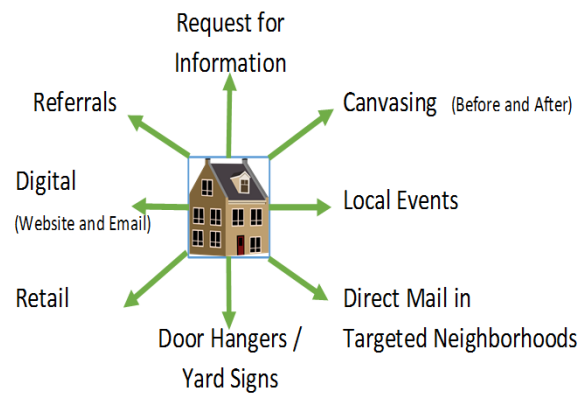 Request for
Information
Referrals
Canvasing (Before and After)
Digital
(Website and Email)
Local Events
Retail
Direct Mail in
Targeted Neighborhoods
Door Hangers /
Yard Signs